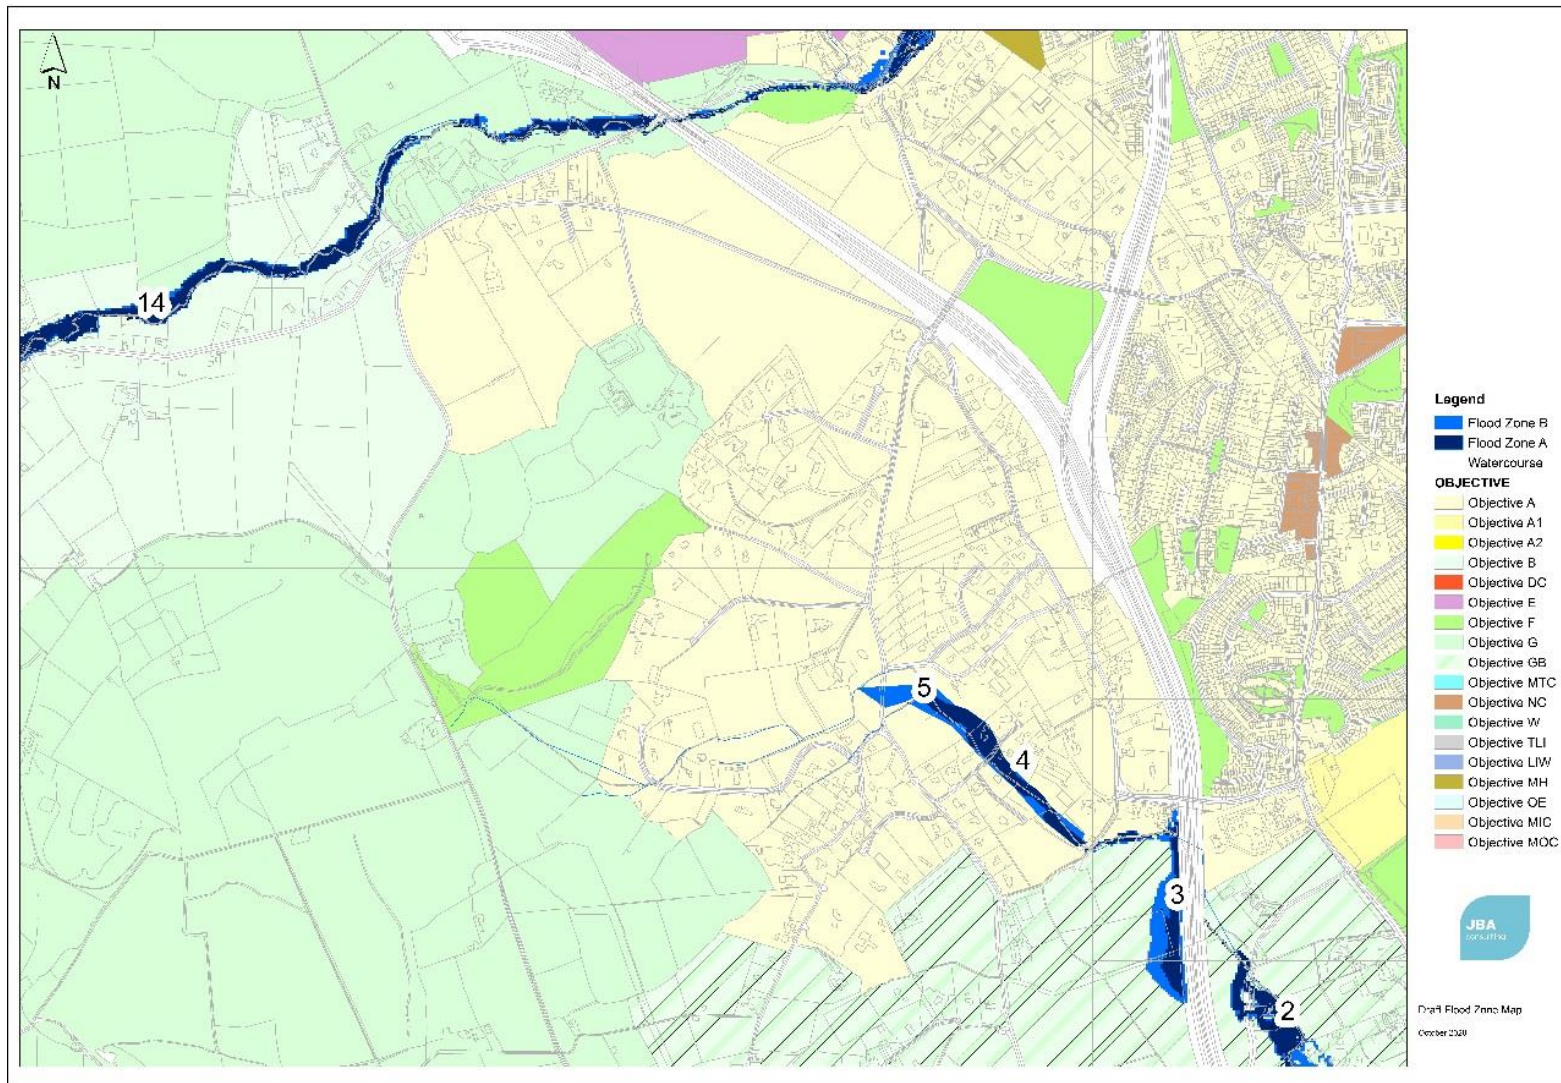 N
14
5
4
3
2
Legend
Flood Zone B
Flood Zone A
Watercourse
OBJECTIVE
Objective A
Objective A1
Objective A2
Objective B
Objective DC
Objective E
Objective F
Objective G
Objective GB
Objective MTC
Objective NC
Objective W
Objective TLI
Objective LIW
Objective MH
Objective OE
Objective MIC
Objective MOC
JBA
consulting
Draft Flood Zone Map
October 2020